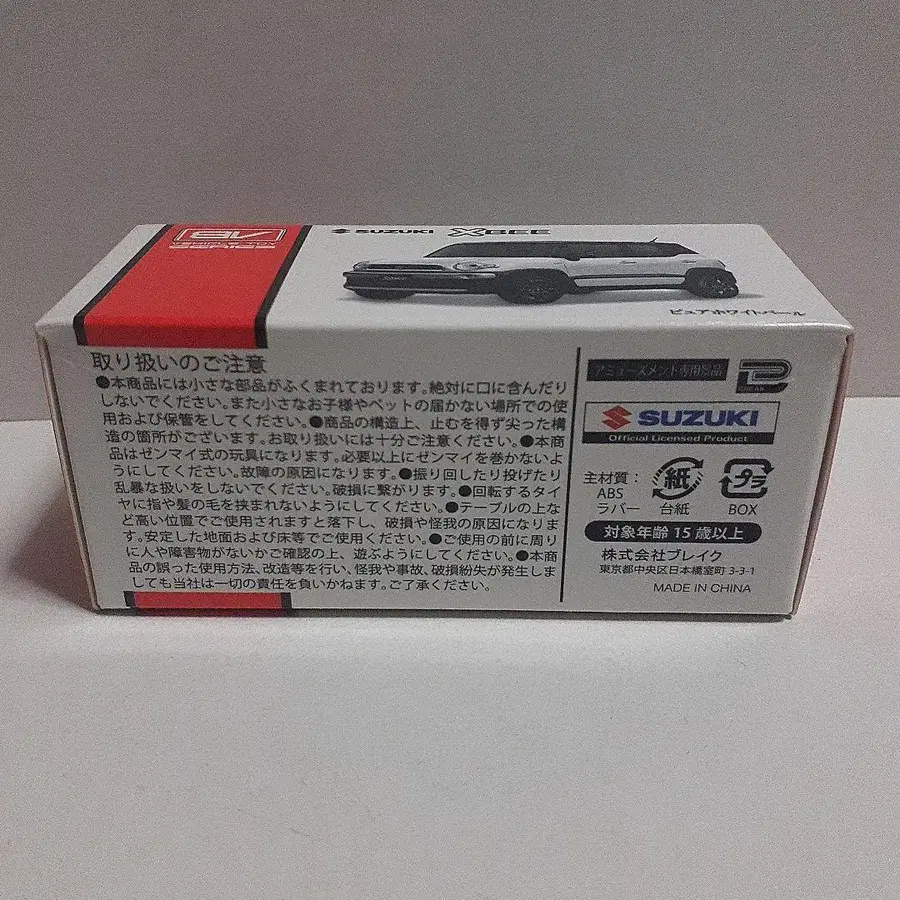 SUZUKI XBEE
ピュアホワイトパール
取り扱いのご注意
●本商品には小さな部品がふくまれております。絶対に口に含んだり
しないでください。また小さなお子様やペットの届かない場所での使
用および保管をしてください。●商品の構造上、止むを得ず尖った構
造の箇所がございます。お取り扱いには十分ご注意ください。●本商
品はゼンマイ式の玩具になります。必要以上にゼンマイを巻かないよ
うにしてください。故障の原因になります。●振り回したり投げたり
乱暴な扱いをしないでください。破損に繋がります。●回転するタイ
ヤに指や髪の毛を挟まれないようにしてください。●テーブルの上な
ど高い位置でご使用されますと落下し、破損や怪我の原因になりま
す。安定した地面および床等でご使用ください。●ご使用の前に周り
に人や障害物がないかご確認の上、遊ぶようにしてください。●本商
品の誤った使用方法、改造等を行い、怪我や事故、破損紛失が発生しま
しても当社は一切の責任を負いかねます。ご了承ください。
アミューズメント専用景品
BREAK
SUZUKI
Official Licensed Product
主材質:
ABS
ラバー
紙
台紙
プラ
BOX
対象年齢 15 歳以上
株式会社ブレイク
東京都中央区日本橋室町 3-3-1
MADE IN CHINA